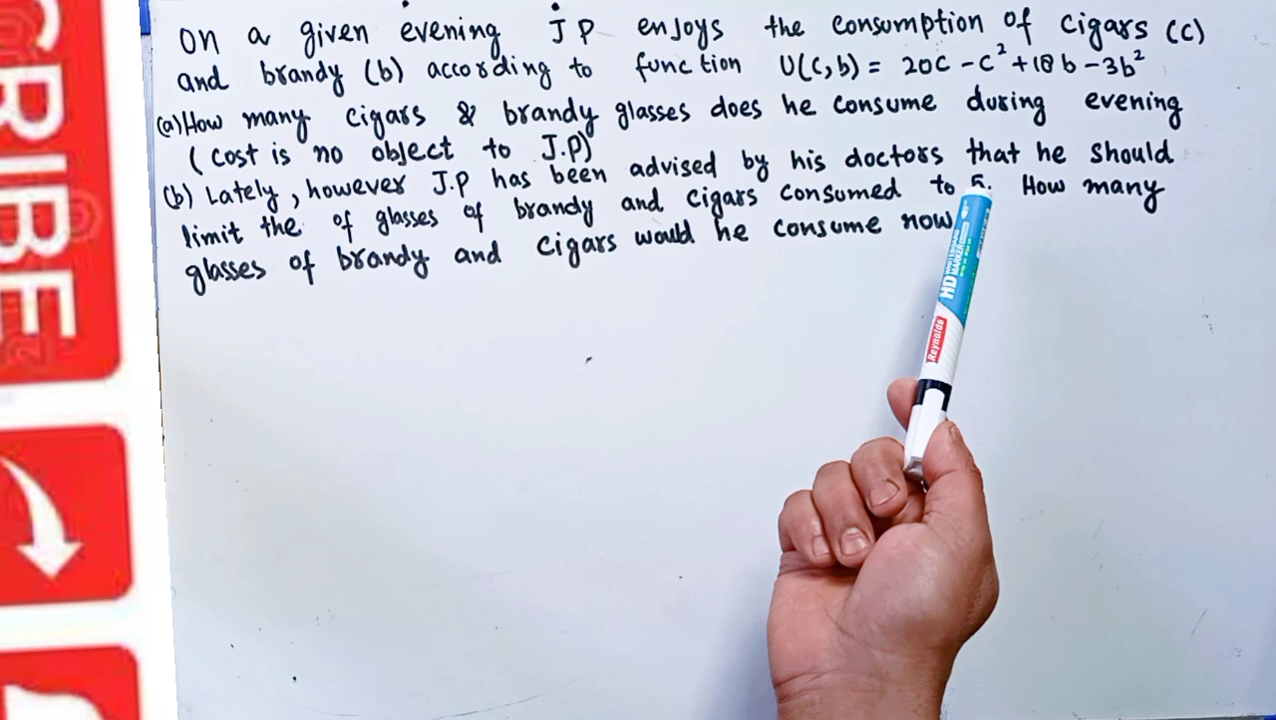 On a given evening J P enjoys the consumption of cigars (c)
and brandy (b) according to function U(c,b) = 20c - c² + 18b - 3b²
(a) How many cigars & brandy glasses does he consume during evening
(cost is no object to J.P)
(b) Lately, however J.P has been advised by his doctors that he should
limit the of glasses of brandy and cigars consumed to 5. How many
glasses of brandy and cigars would he consume now
CRIBE
HD
Reynolds